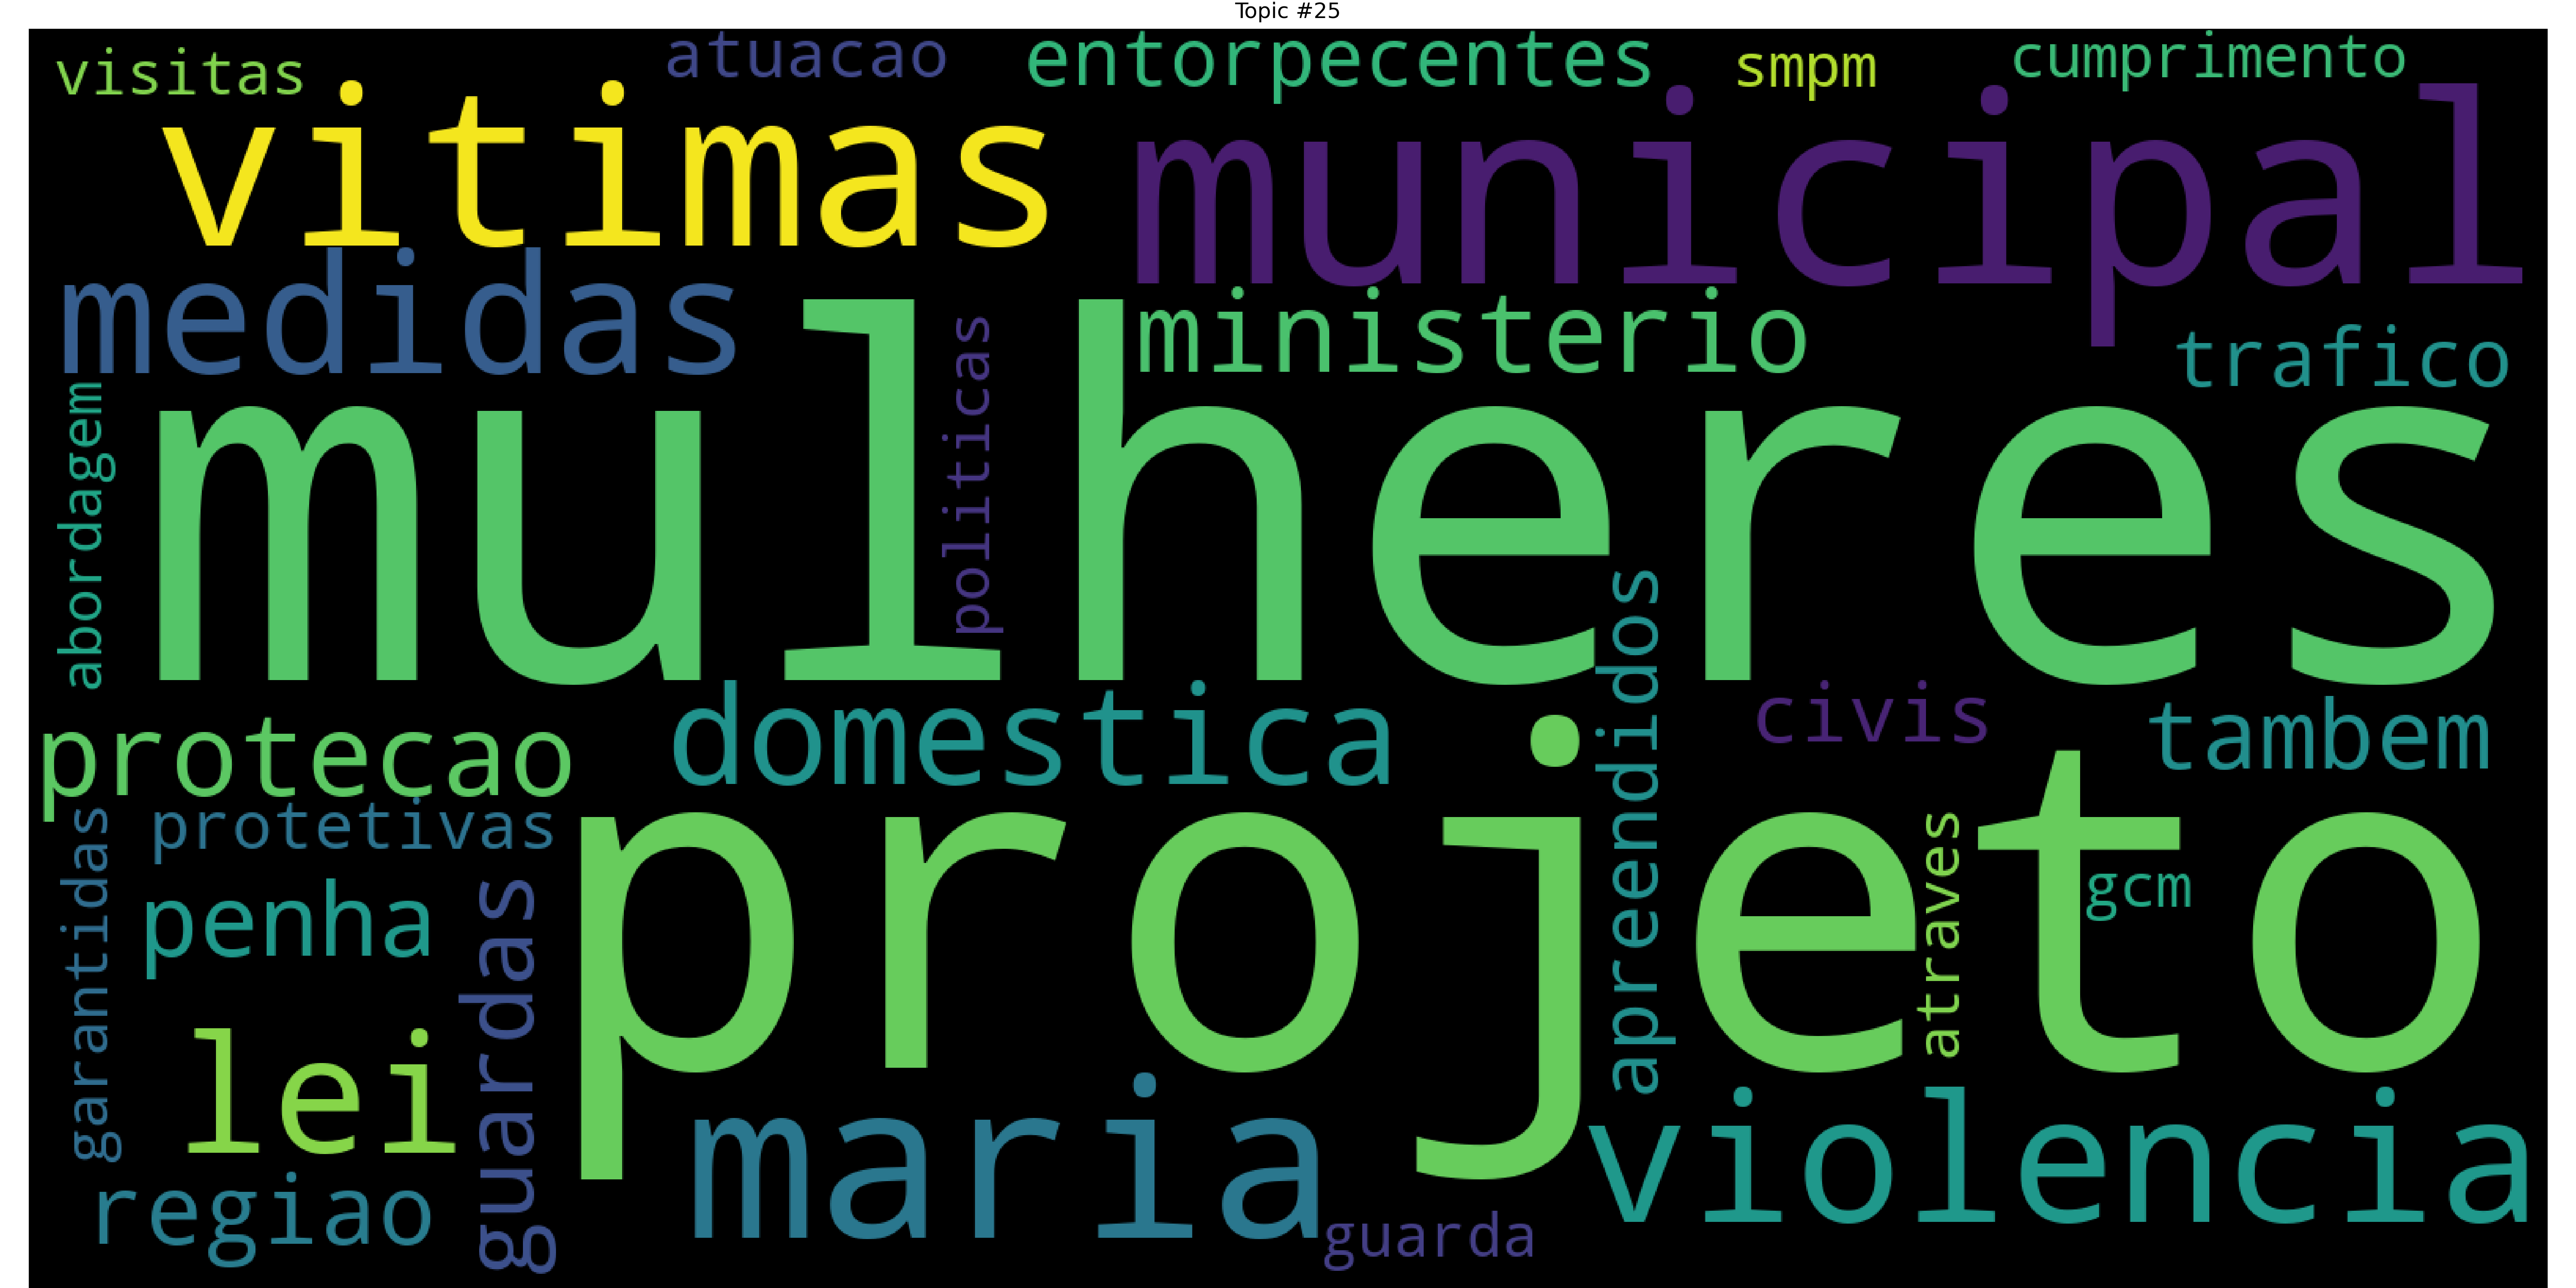 Topic #25
visitas
atuacao
entorpecentes
smpm
cumprimento
vitimas
municipal
medidas
ministerio
trafico
politicas
abordagem
mulheres
apreendidos
protecao
domestica
civis
tambem
protetivas
projeto
atraves
gcm
garantidas
penha
guardas
lei
maria
violencia
regiao
guarda